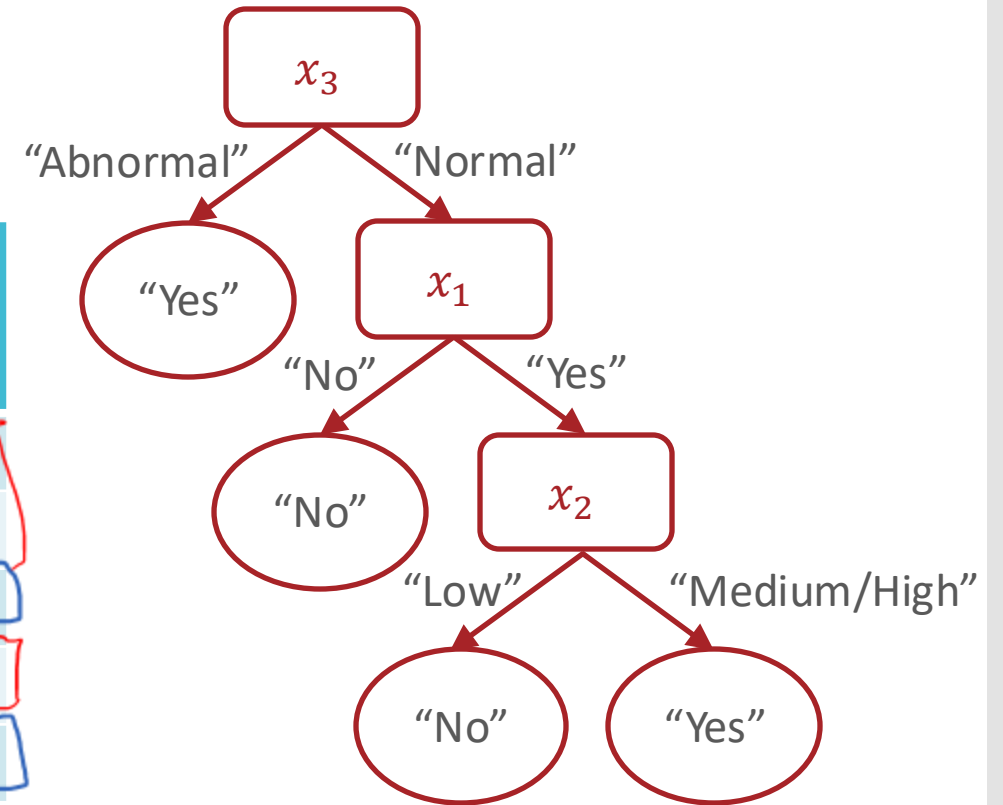 x₃
“Abnormal” “Normal”
“Yes” x₁
“No” “Yes”
“No” x₂
“Low” “Medium/High”
“No” “Yes”